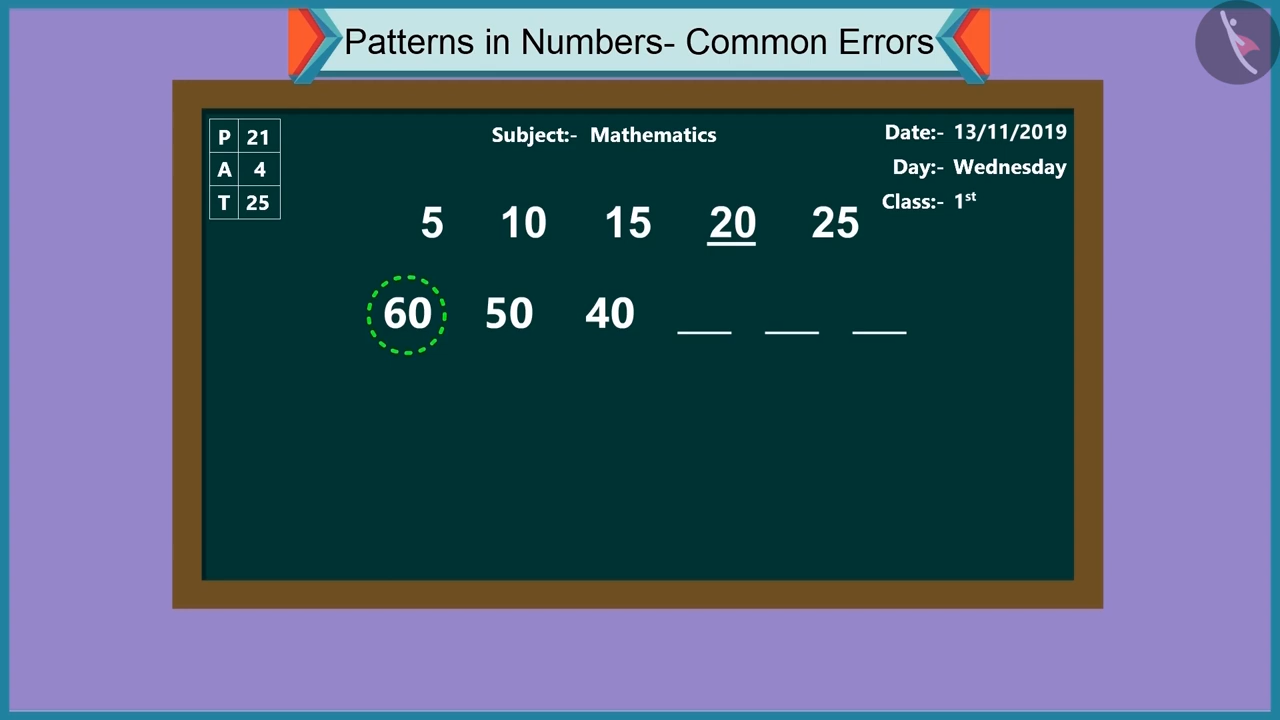 Patterns in Numbers- Common Errors
P 21
A 4
T 25
Subject:- Mathematics
Date:- 13/11/2019
Day:- Wednesday
Class:- 1st
5 10 15 20 25
60 50 40 ___ ___ ___